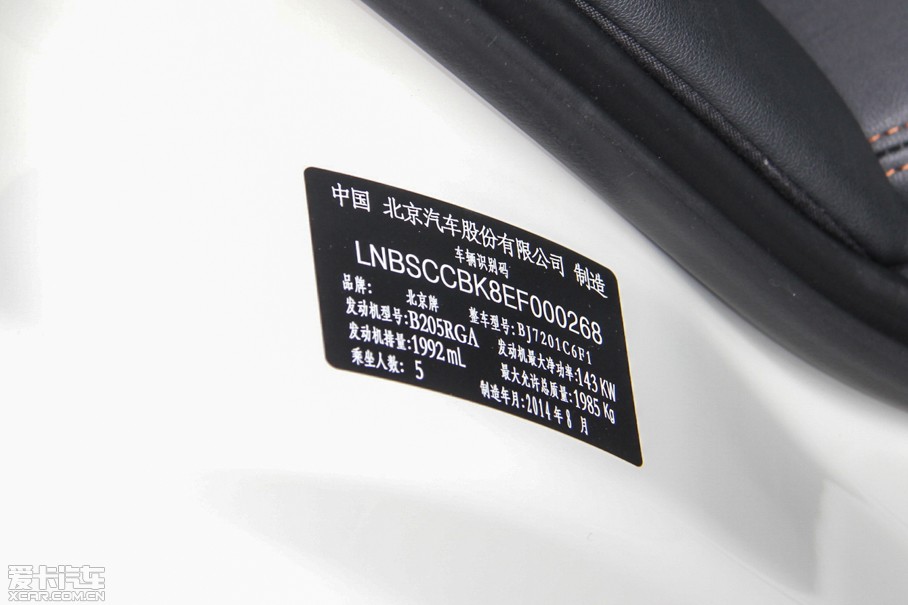 中国 北京汽车股份有限公司 制造
车辆识别码
LNBSCCBK8EF000268
品牌： 北京牌 整车型号：BJ7201C6F1
发动机型号：B205RGA 发动机最大净功率：143 KW
发动机排量：1992 mL 最大允许总质量：1985 Kg
乘坐人数：5 制造年月：2014 年 8 月
爱卡汽车
XCAR.COM.CN